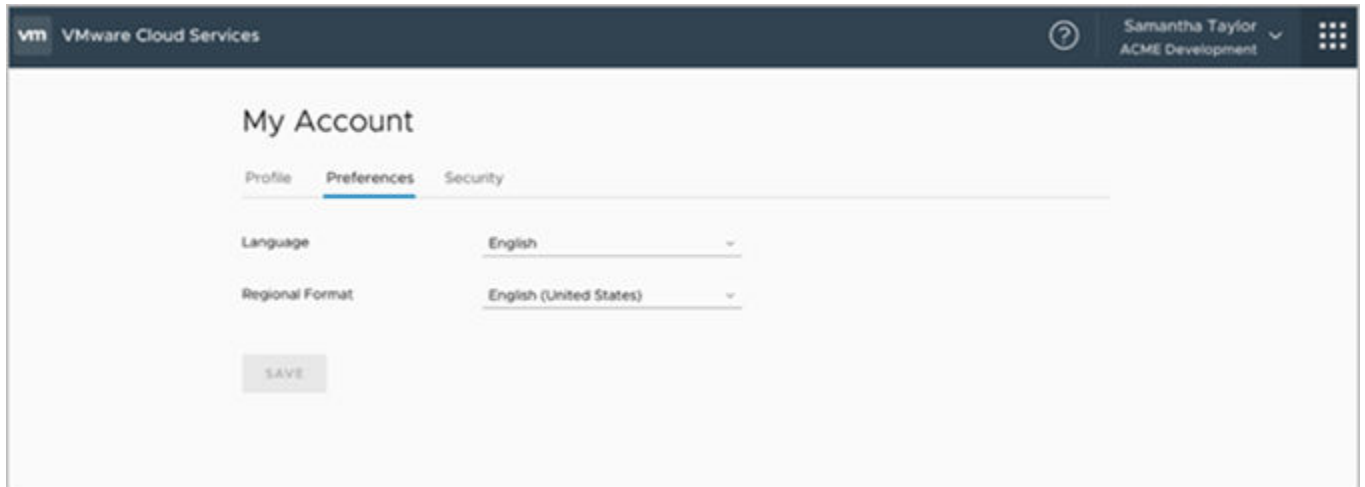 vm VMware Cloud Services
Samantha Taylor
ACME Development
My Account
Profile Preferences Security
Language English
Regional Format English (United States)
SAVE